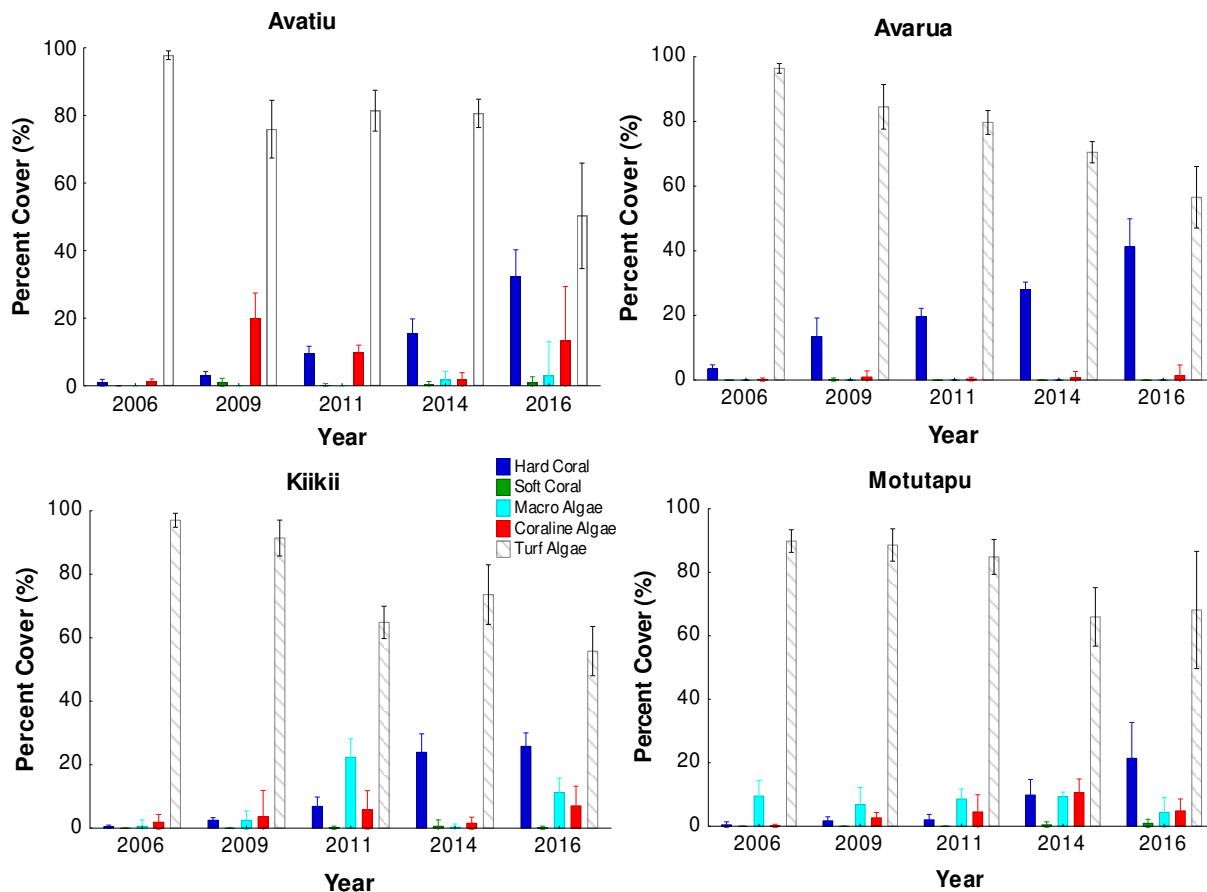 Avatiu
Percent Cover (%)
100
80
60
40
20
0
2006 2009 2011 2014 2016
Year
Avarua
Percent Cover (%)
100
80
60
40
20
0
2006 2009 2011 2014 2016
Year
Kiikii
Percent Cover (%)
100
80
60
40
20
0
2006 2009 2011 2014 2016
Year
Hard Coral
Soft Coral
Macro Algae
Coraline Algae
Turf Algae
Motutapu
Percent Cover (%)
100
80
60
40
20
0
2006 2009 2011 2014 2016
Year